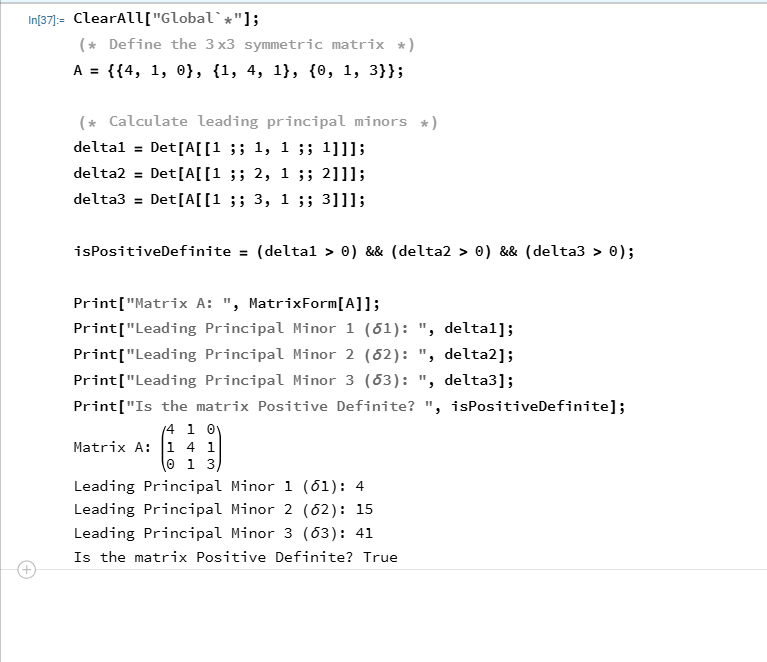 In[37]:= ClearAll["Global`*"];
(* Define the 3x3 symmetric matrix *)
A = {{4, 1, 0}, {1, 4, 1}, {0, 1, 3}};
(* Calculate leading principal minors *)
delta1 = Det[A[[1 ;; 1, 1 ;; 1]]];
delta2 = Det[A[[1 ;; 2, 1 ;; 2]]];
delta3 = Det[A[[1 ;; 3, 1 ;; 3]]];
isPositiveDefinite = (delta1 > 0) && (delta2 > 0) && (delta3 > 0);
Print["Matrix A: ", MatrixForm[A]];
Print["Leading Principal Minor 1 (δ1): ", delta1];
Print["Leading Principal Minor 2 (δ2): ", delta2];
Print["Leading Principal Minor 3 (δ3): ", delta3];
Print["Is the matrix Positive Definite? ", isPositiveDefinite];
4 1 0
Matrix A: 1 4 1
0 1 3
Leading Principal Minor 1 (δ1): 4
Leading Principal Minor 2 (δ2): 15
Leading Principal Minor 3 (δ3): 41
Is the matrix Positive Definite? True